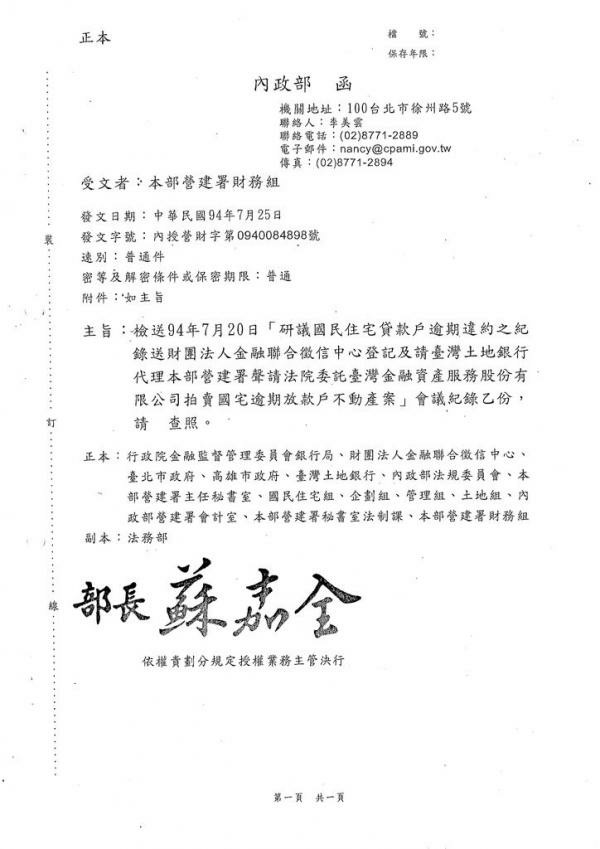 正本
檔　號：
保存年限：
內政部　函
機關地址：100台北市徐州路5號
聯絡人：李美雲
聯絡電話：(02)8771-2889
電子郵件：nancy@cpami.gov.tw
傳真：(02)8771-2894
受文者：本部營建署財務組
發文日期：中華民國94年7月25日
發文字號：內授營財字第0940084898號
速別：普通件
密等及解密條件或保密期限：普通
附件：如主旨
主旨：檢送94年7月20日「研議國民住宅貸款戶逾期違約之紀
錄送財團法人金融聯合徵信中心登記及請臺灣土地銀行
代理本部營建署聲請法院委託臺灣金融資產服務股份有
限公司拍賣國宅逾期放款戶不動產案」會議紀錄乙份，
請　查照。
正本：行政院金融監督管理委員會銀行局、財團法人金融聯合徵信中心、
臺北市政府、高雄市政府、臺灣土地銀行、內政部法規委員會、本
部營建署主任秘書室、國民住宅組、企劃組、管理組、土地組、內
政部營建署會計室、本部營建署秘書室法制課、本部營建署財務組
副本：法務部
部長 蘇嘉全
依權責劃分規定授權業務主管決行
裝
訂
線
第一頁　共一頁